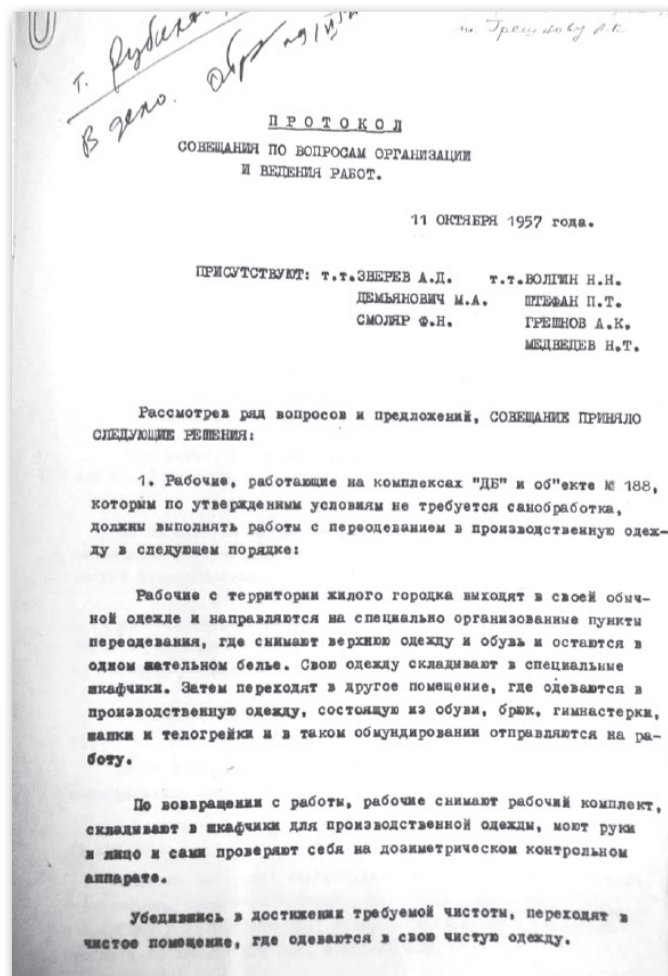 т. Грешнову А.К.
т.
В дело.
ПРОТОКОЛ
СОВЕЩАНИЯ ПО ВОПРОСАМ ОРГАНИЗАЦИИ
И ВЕДЕНИЯ РАБОТ.
11 ОКТЯБРЯ 1957 года.
ПРИСУТСТВУЮТ: т.т.ЗВЕРЕВ А.Д. т.т.ВОЛГИН Н.Н.
ДЕМЬЯНОВИЧ М.А. ШТЕФАН П.Т.
СМОЛЯР Ф.Н. ГРЕШНОВ А.К.
МЕДВЕДЕВ Н.Т.
Рассмотрев ряд вопросов и предложений, СОВЕЩАНИЕ ПРИНЯЛО
СЛЕДУЮЩИЕ РЕШЕНИЯ:
1. Рабочие, работающие на комплексах "ДБ" и об"екте № 188,
которым по утвержденным условиям не требуется санобработка,
должны выполнять работы с переодеванием в производственную одеж-
ду в следующем порядке:
Рабочие с территории жилого городка выходят в своей обыч-
ной одежде и направляются на специально организованные пункты
переодевания, где снимают верхнюю одежду и обувь и остаются в
одном нательном белье. Свою одежду складывают в специальные
шкафчики. Затем переходят в другое помещение, где одеваются в
производственную одежду, состоящую из обуви, брюк, гимнастерки,
шапки и телогрейки и в таком обмундировании отправляются на ра-
боту.
По возвращении с работы, рабочие снимают рабочий комплект,
складывают в шкафчики для производственной одежды, моют руки
и лицо и сами проверяют себя на дозиметрическом контрольном
аппарате.
Убедившись в достижении требуемой чистоты, переходят в
чистое помещение, где одеваются в свою чистую одежду.